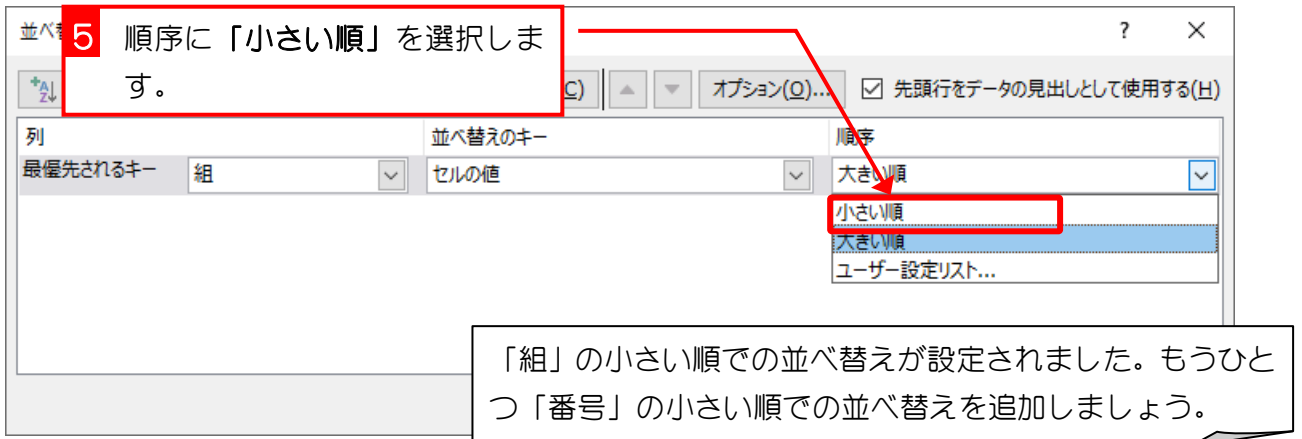 並べ
5 順序に「小さい順」を選択しま
す。
? ×
C) オプション(O)... 先頭行をデータの見出しとして使用する(H)
列 並べ替えのキー 順序
最優先されるキー 組 セルの値 大きい順
小さい順
大きい順
ユーザー設定リスト...
「組」の小さい順での並べ替えが設定されました。もうひと
つ「番号」の小さい順での並べ替えを追加しましょう。